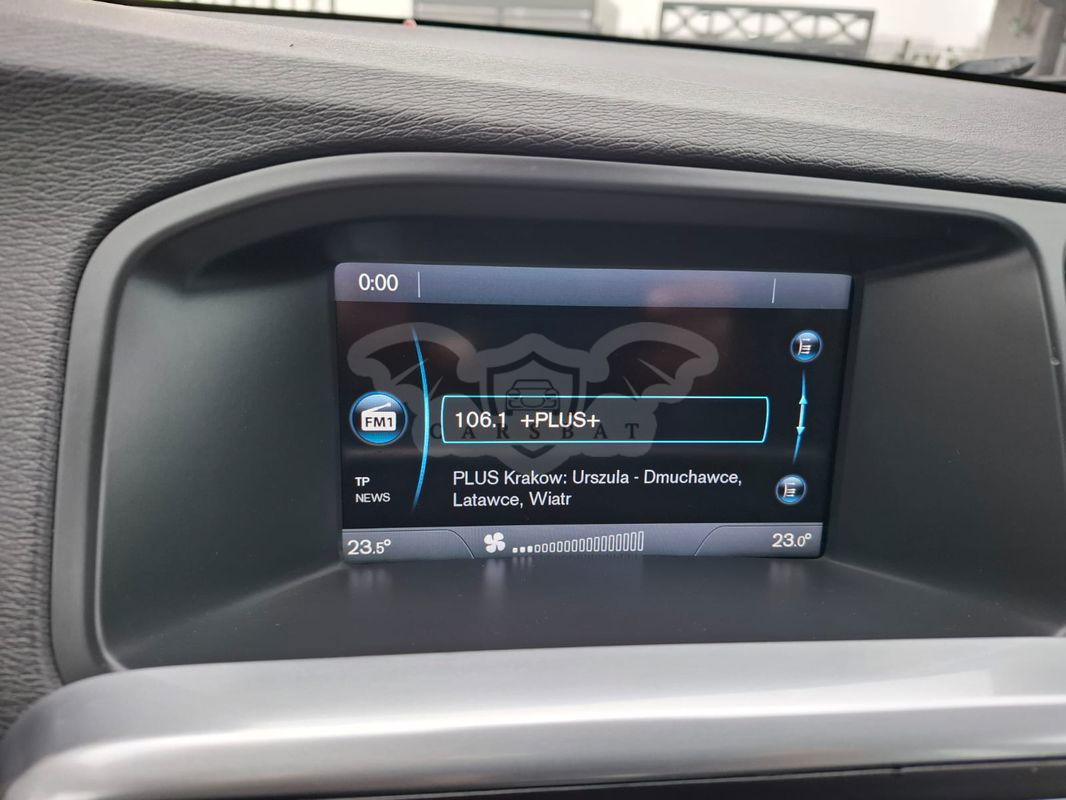 0:00
FM1
106.1 +PLUS+
CARSBAT
TP
NEWS
PLUS Krakow: Urszula - Dmuchawce,
Latawce, Wiatr
23.5°
23.0°